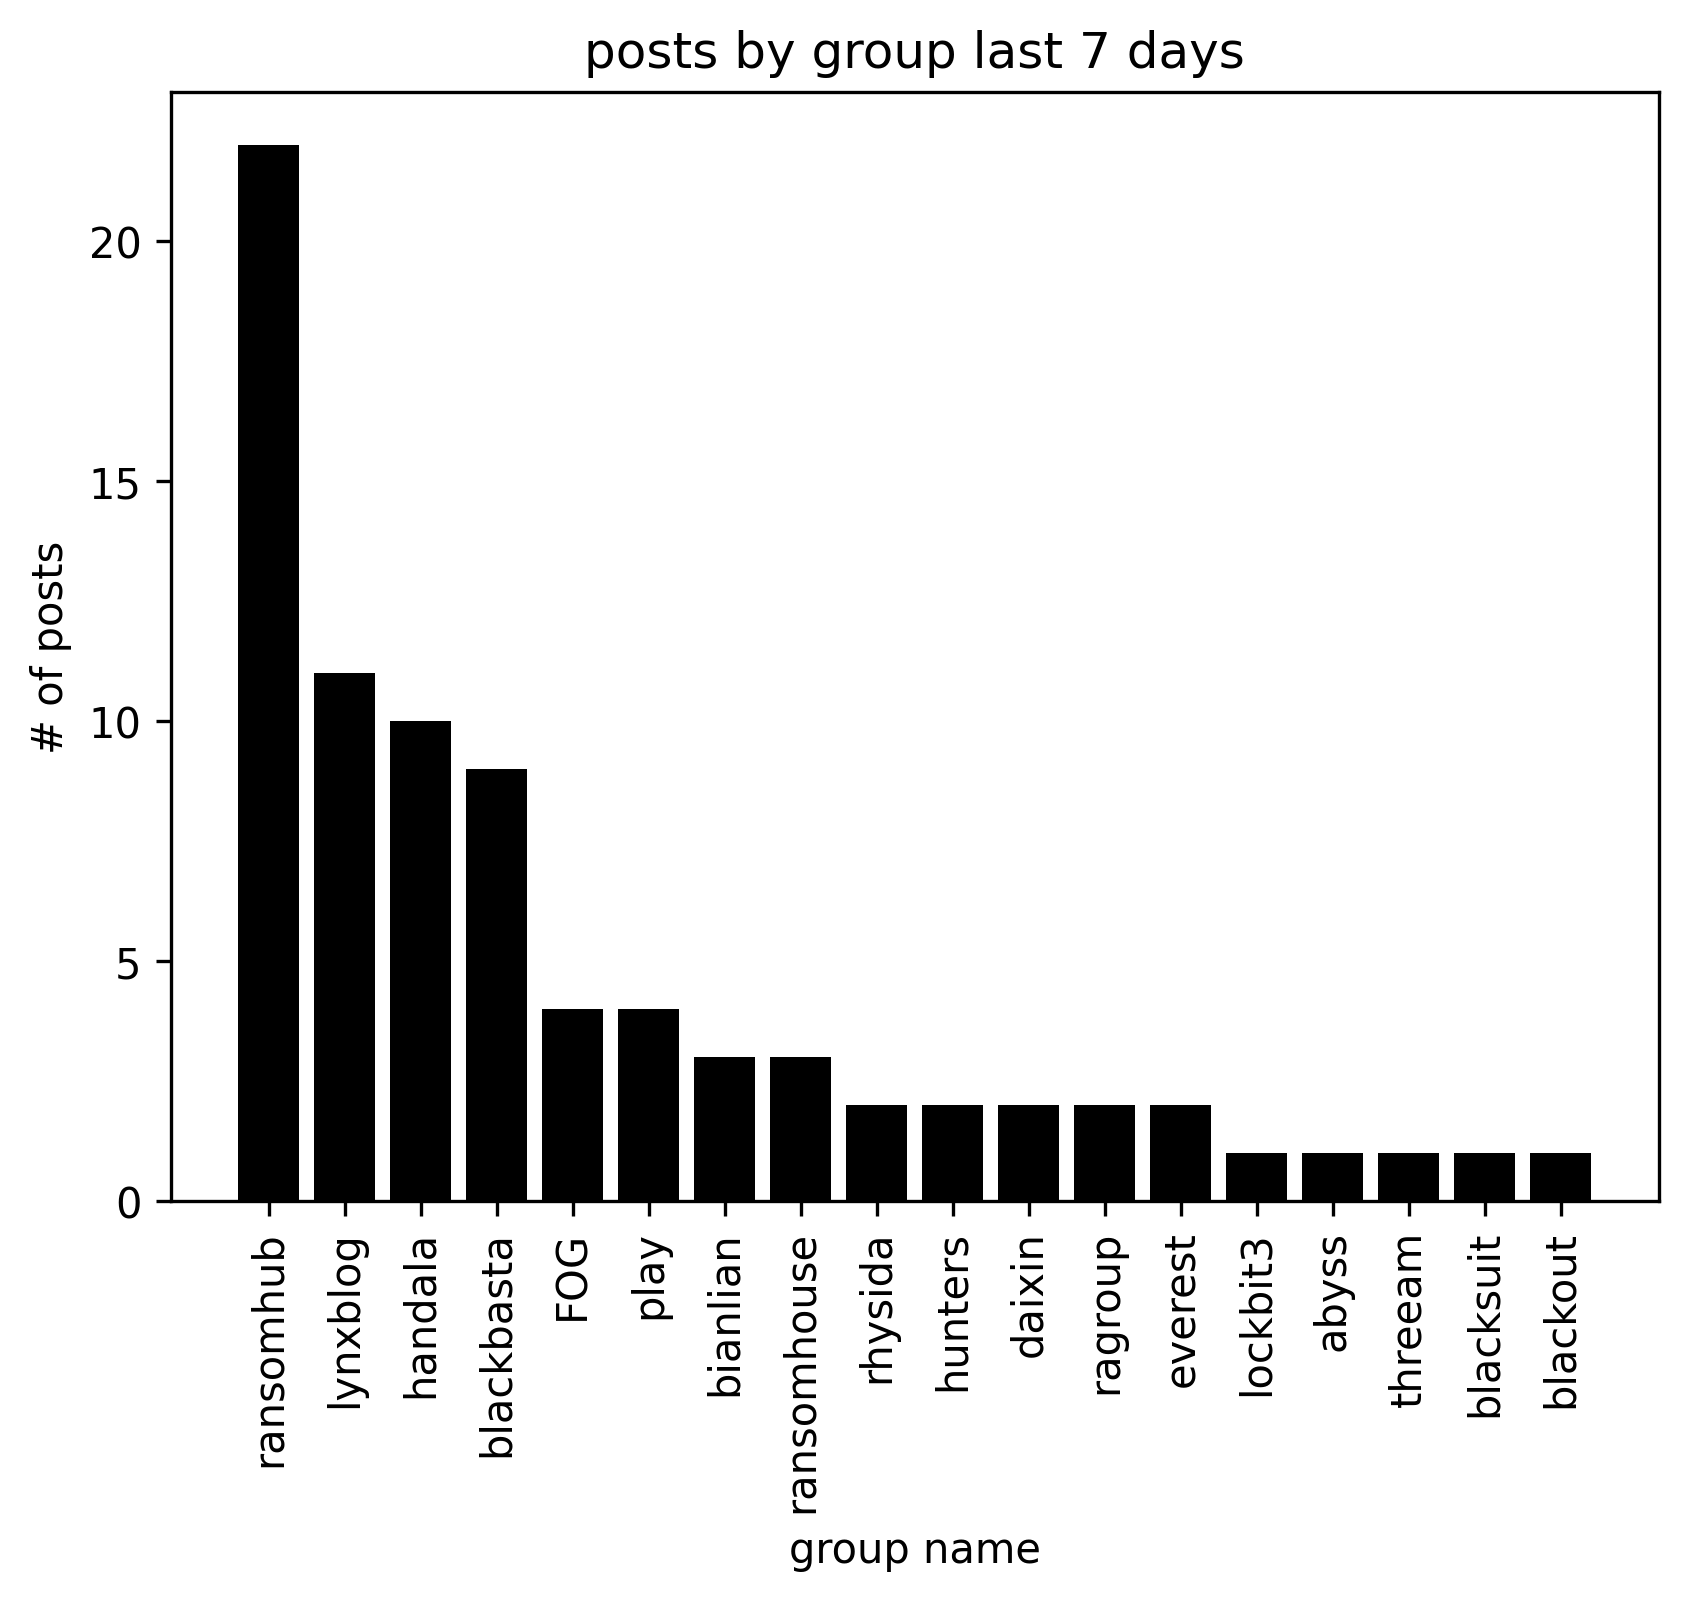 posts by group last 7 days
# of posts
20
15
10
5
0
ransomhub
lynxblog
handala
blackbasta
FOG
play
bianlian
ransomhouse
rhysida
hunters
daixin
ragroup
everest
lockbit3
abyss
threeam
blacksuit
blackout
group name